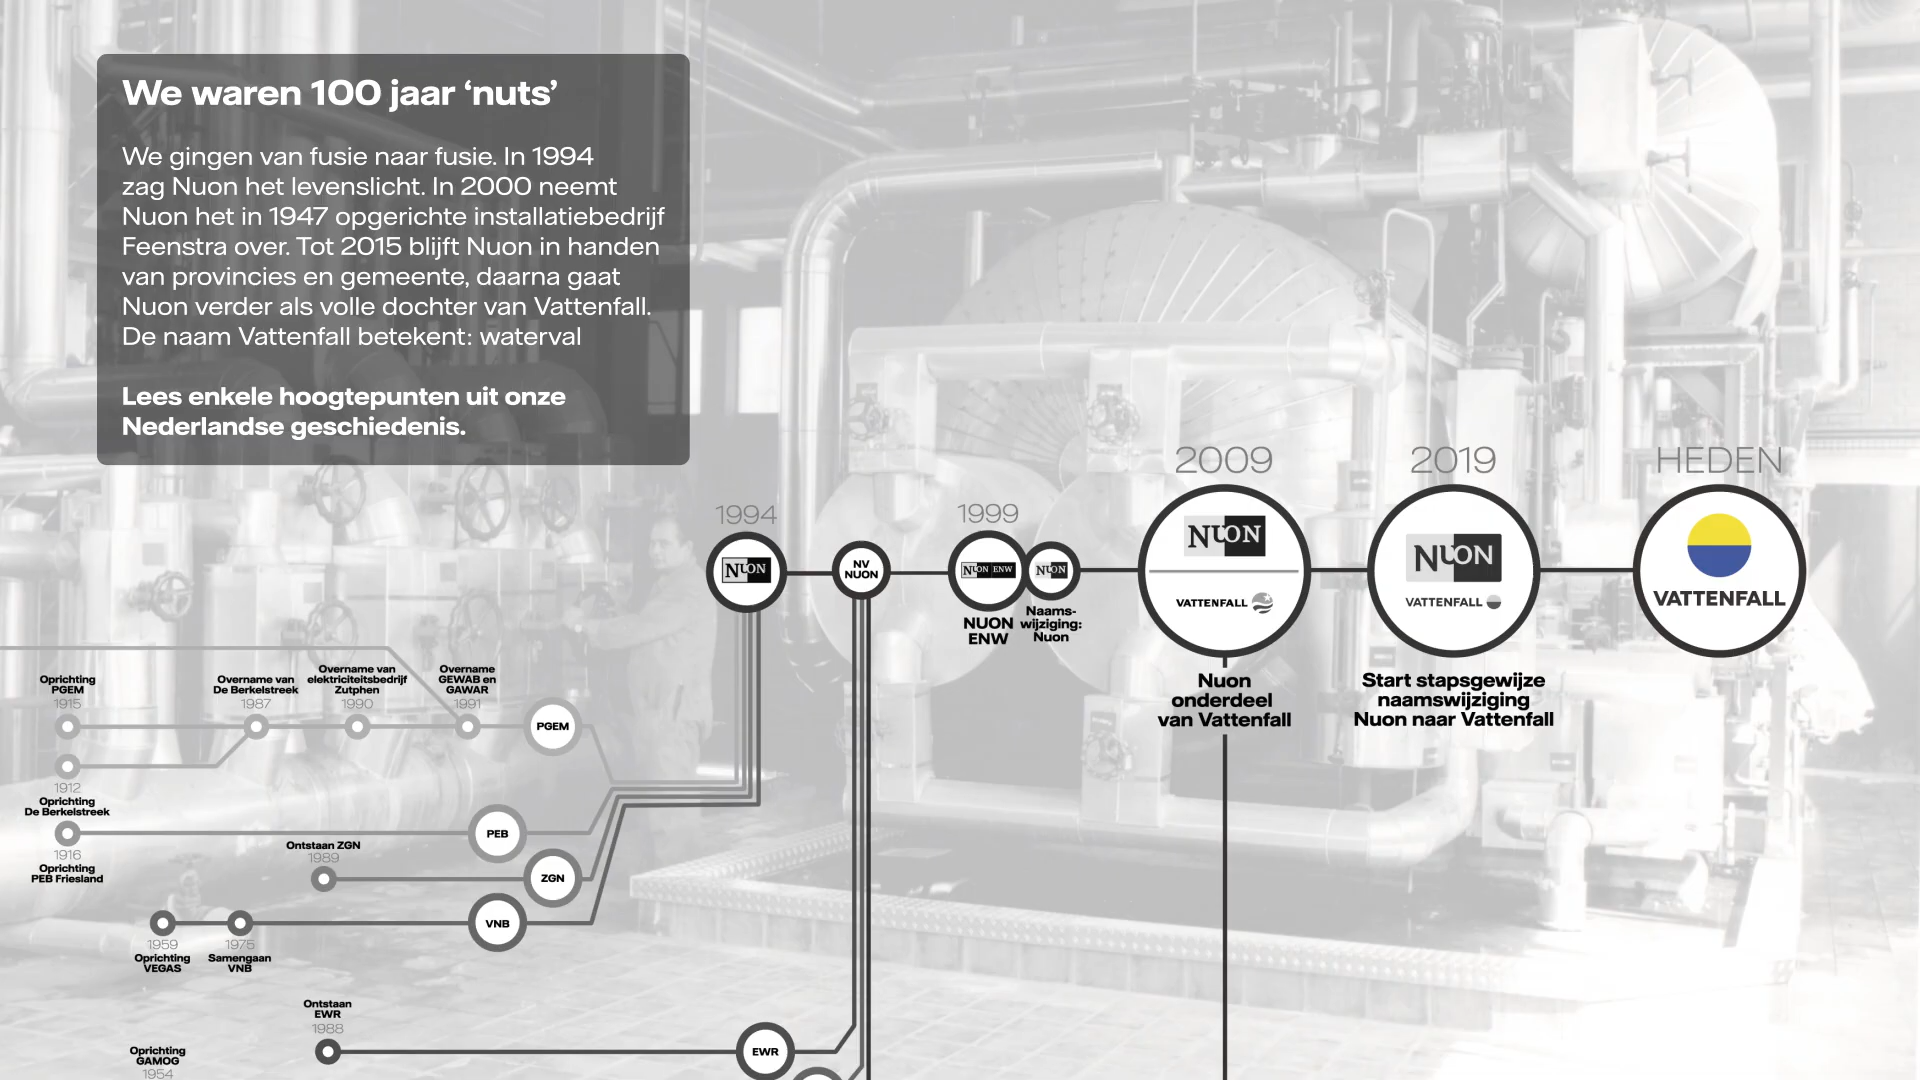 We waren 100 jaar ‘nuts’
We gingen van fusie naar fusie. In 1994
zag Nuon het levenslicht. In 2000 neemt
Nuon het in 1947 opgerichte installatiebedrijf
Feenstra over. Tot 2015 blijft Nuon in handen
van provincies en gemeente, daarna gaat
Nuon verder als volle dochter van Vattenfall.
De naam Vattenfall betekent: waterval
Lees enkele hoogtepunten uit onze
Nederlandse geschiedenis.
1994
NUON
NV
NUON
1999
NUON ENW
NUON
ENW
NUON
Naams-
wijziging:
Nuon
2009
NUON
VATTENFALL
Nuon
onderdeel
van Vattenfall
2019
NUON
VATTENFALL
Start stapsgewijze
naamswijziging
Nuon naar Vattenfall
HEDEN
VATTENFALL
Oprichting
PGEM
1915
Overname van
De Berkelstreek
1987
Overname van
elektriciteitsbedrijf
Zutphen
1990
Overname
GEWAB en
GAWAR
1991
PGEM
1912
Oprichting
De Berkelstreek
PEB
1916
Oprichting
PEB Friesland
Ontstaan ZGN
1989
ZGN
VNB
1959
Oprichting
VEGAS
1975
Samengaan
VNB
Ontstaan
EWR
1988
EWR
Oprichting
GAMOG
1954